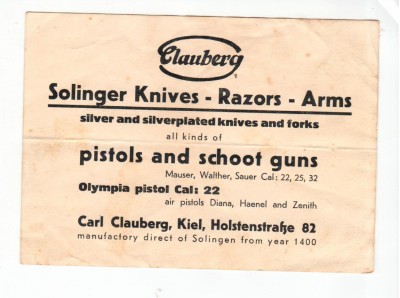 Clauberg
Solinger Knives - Razors - Arms
silver and silverplated knives and forks
all kinds of
pistols and schoot guns
Mauser, Walther, Sauer Cal: 22, 25, 32
Olympia pistol Cal: 22
air pistols Diana, Haenel and Zenith
Carl Clauberg, Kiel, Holstenstraße 82
manufactory direct of Solingen from year 1400